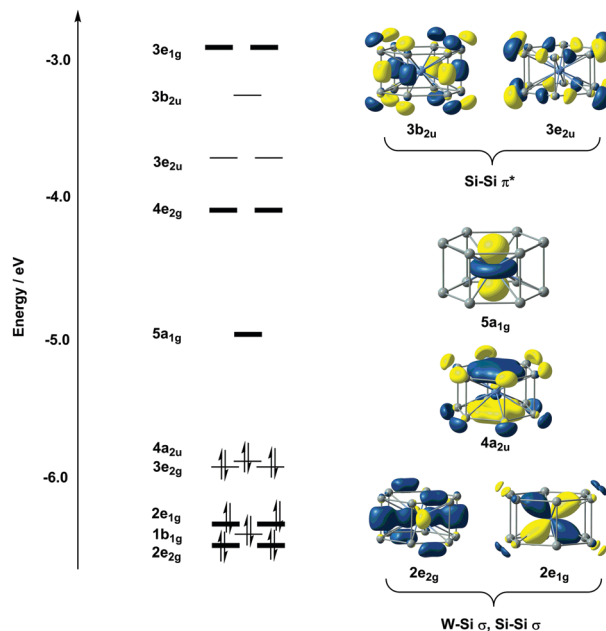 Energy / eV
-3.0
-4.0
-5.0
-6.0
3e1g
3b2u
3e2u
4e2g
5a1g
4a2u
3e2g
2e1g
1b1g
2e2g
3b2u
3e2u
Si-Si π*
5a1g
4a2u
2e2g
2e1g
W-Si σ, Si-Si σ